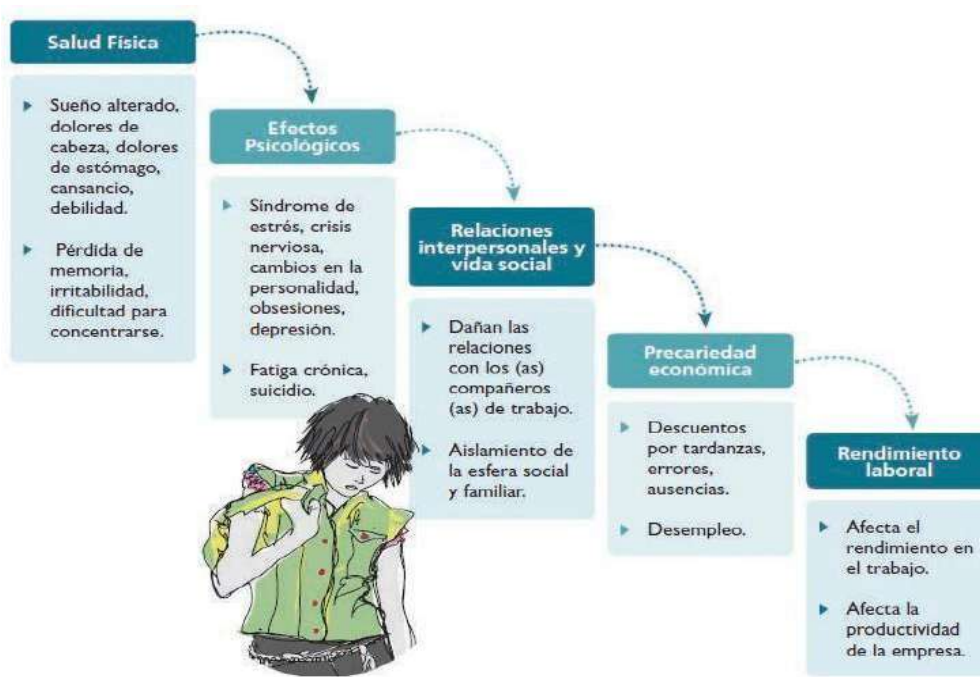 Salud Física
Sueño alterado,
dolores de
cabeza, dolores
de estómago,
cansancio,
debilidad.
Pérdida de
memoria,
irritabilidad,
dificultad para
concentrarse.
Efectos
Psicológicos
Síndrome de
estrés, crisis
nerviosa,
cambios en la
personalidad,
obsesiones,
depresión.
Fatiga crónica,
suicidio.
Relaciones
interpersonales y
vida social
Dañan las
relaciones
con los (as)
compañeros
(as) de trabajo.
Aislamiento de
la esfera social
y familiar.
Precariedad
económica
Descuentos
por tardanzas,
errores,
ausencias.
Desempleo.
Rendimiento
laboral
Afecta el
rendimiento en
el trabajo.
Afecta la
productividad
de la empresa.